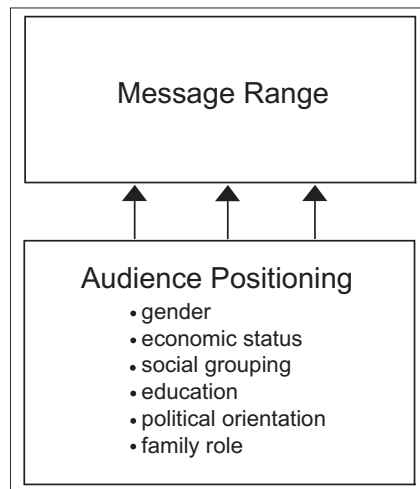 Message Range
Audience Positioning
• gender
• economic status
• social grouping
• education
• political orientation
• family role